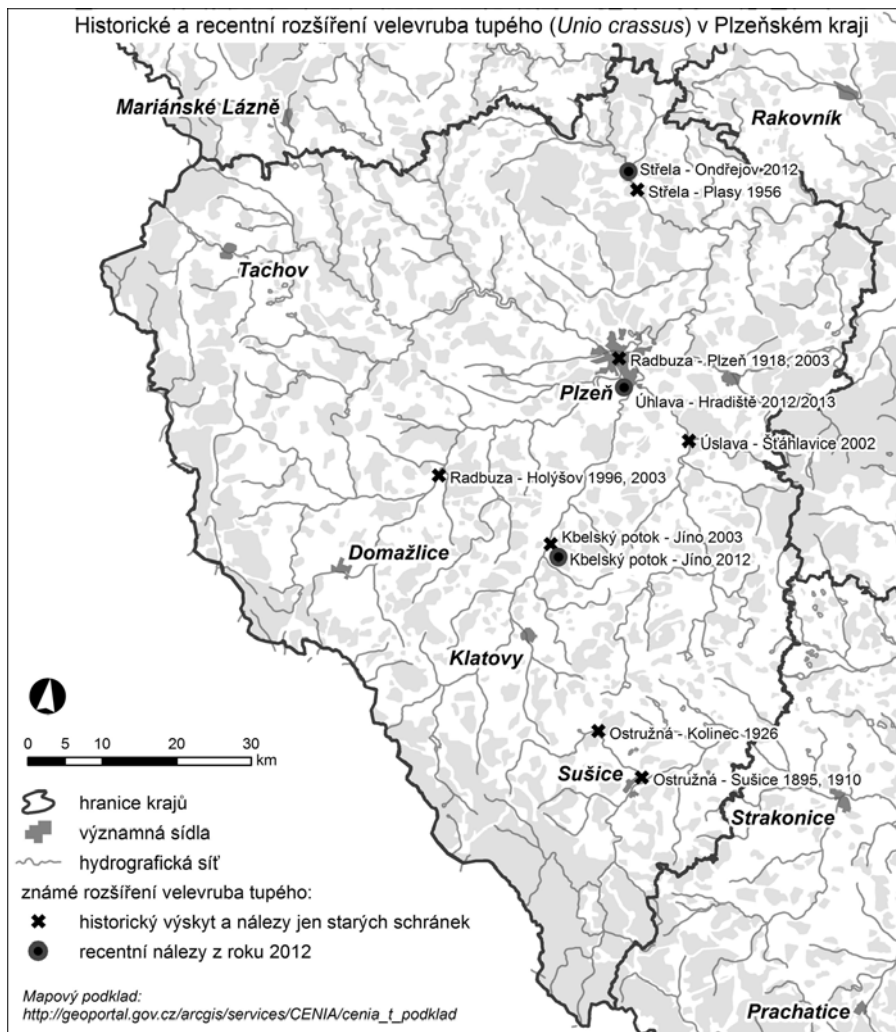 Historické a recentní rozšíření velevruba tupého (Unio crassus) v Plzeňském kraji
Mariánské Lázně
Rakovník
Střela - Ondřejov 2012
Střela - Plasy 1956
Tachov
Radbuza - Plzeň 1918, 2003
Plzeň
Úhlava - Hradiště 2012/2013
Úslava - Šťáhlavice 2002
Radbuza - Holýšov 1996, 2003
Kbelský potok - Jíno 2003
Domažlice
Kbelský potok - Jíno 2012
Klatovy
Ostružná - Kolinec 1926
0 5 10 20 30
km
Sušice
Ostružná - Sušice 1895, 1910
hranice krajů
Strakonice
významná sídla
hydrografická síť
známé rozšíření velevruba tupého:
historický výskyt a nálezy jen starých schránek
recentní nálezy z roku 2012
Mapový podklad:
http://geoportal.gov.cz/arcgis/services/CENIA/cenia_t_podklad
Prachatice